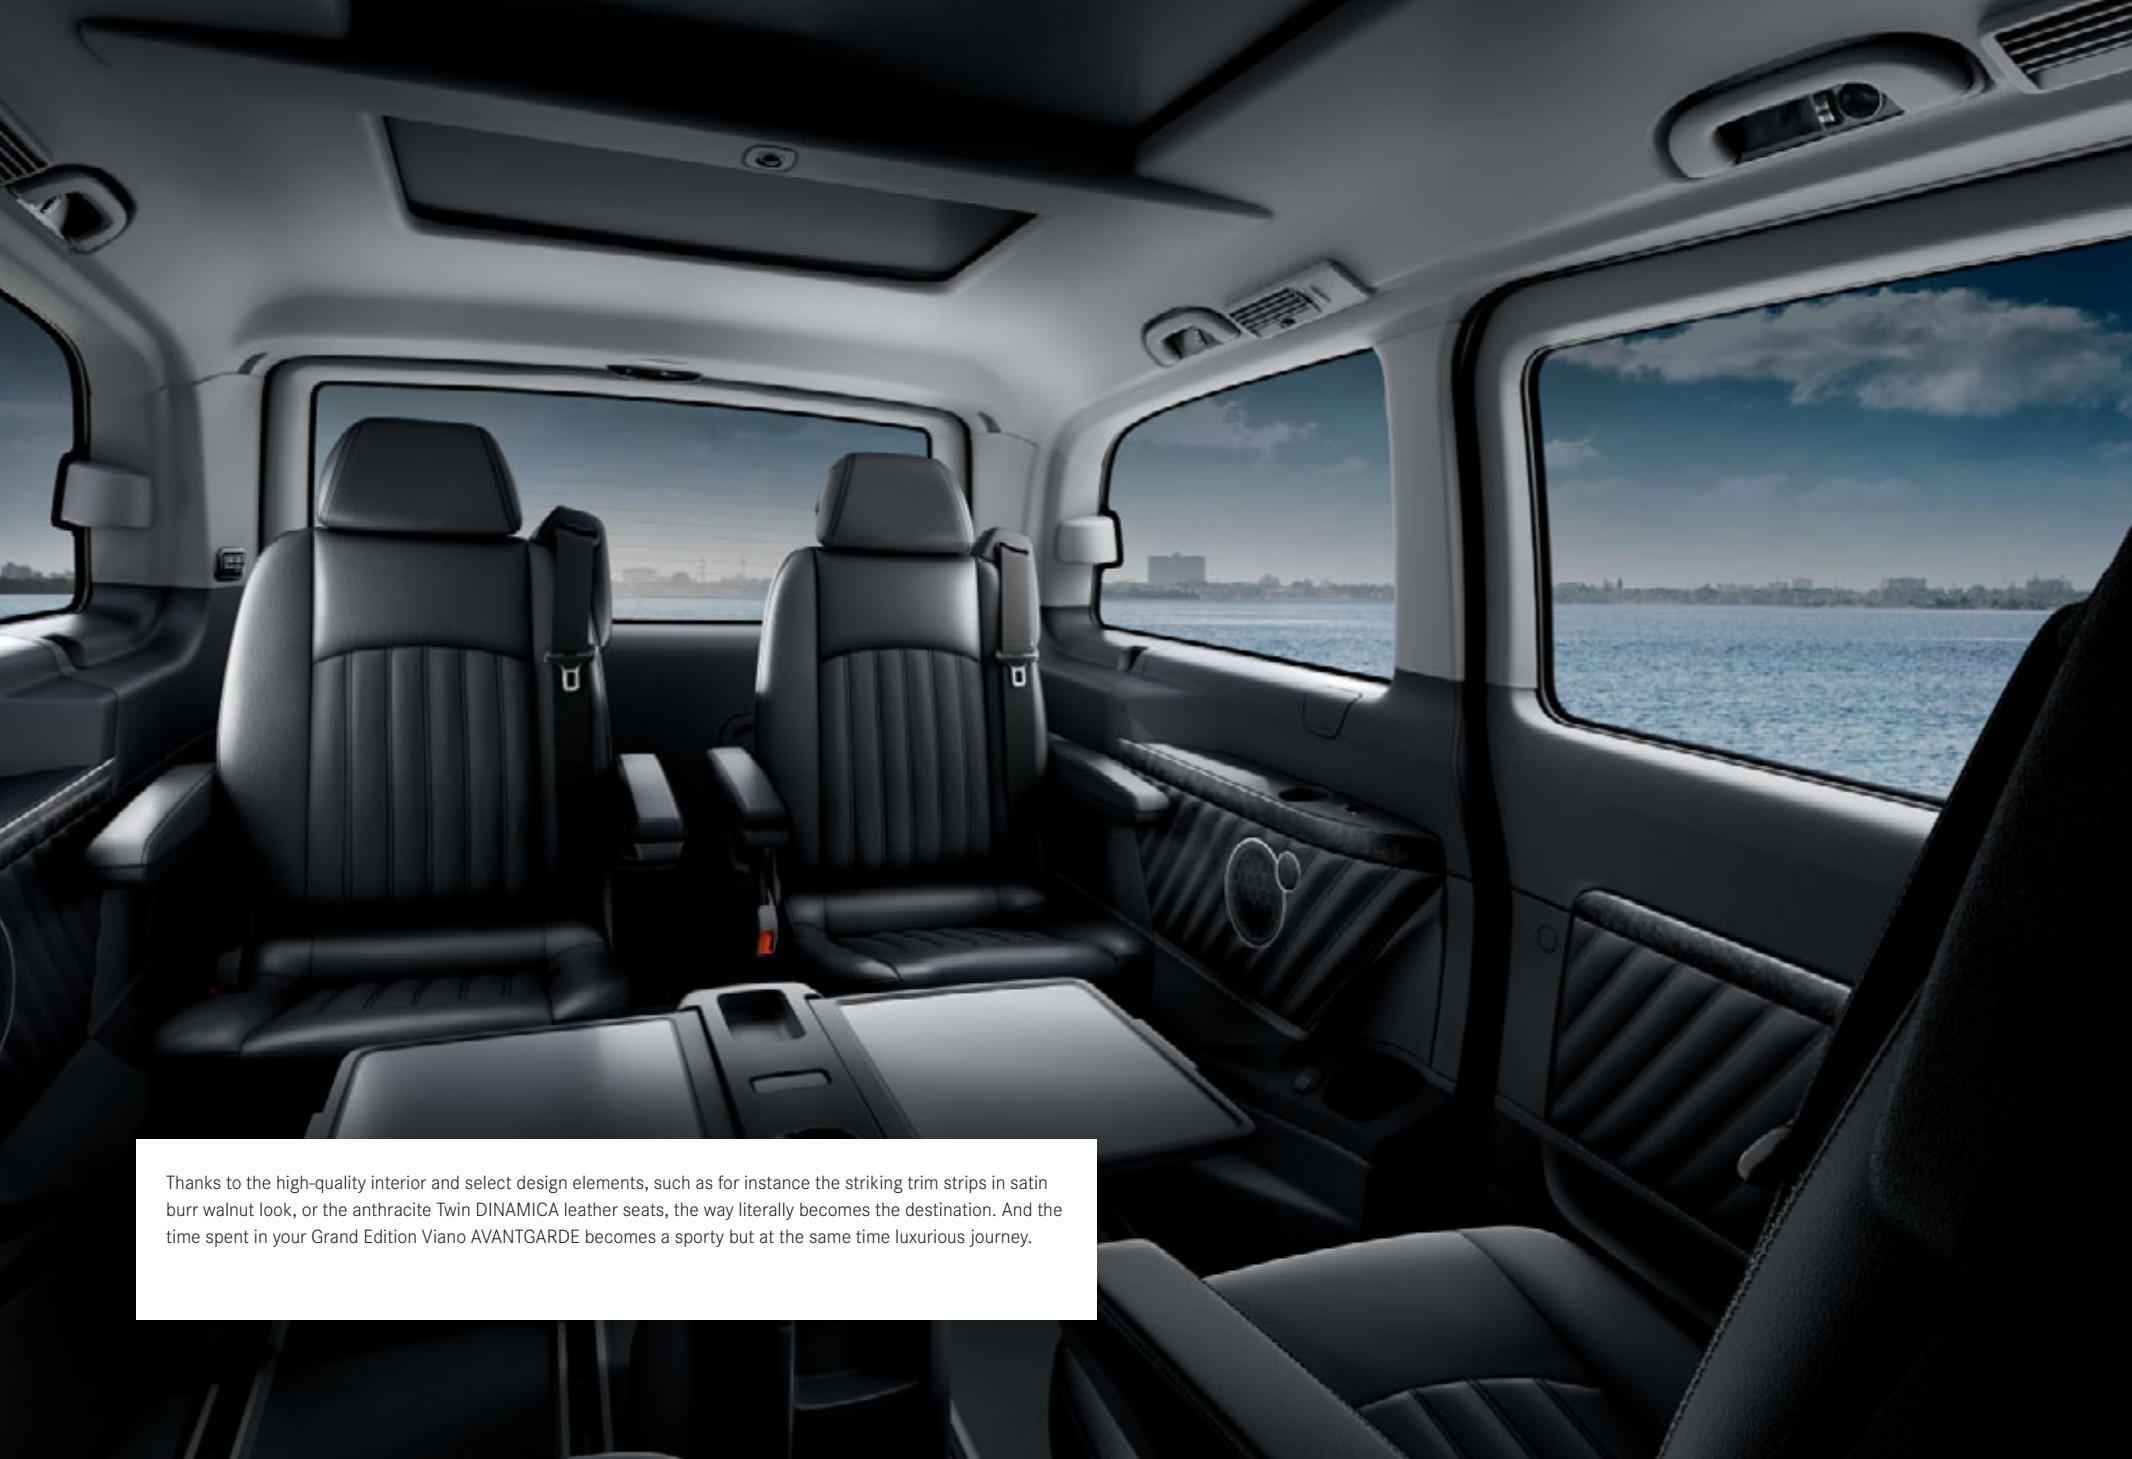 Thanks to the high-quality interior and select design elements, such as for instance the striking trim strips in satin
burr walnut look, or the anthracite Twin DINAMICA leather seats, the way literally becomes the destination. And the
time spent in your Grand Edition Viano AVANTGARDE becomes a sporty but at the same time luxurious journey.